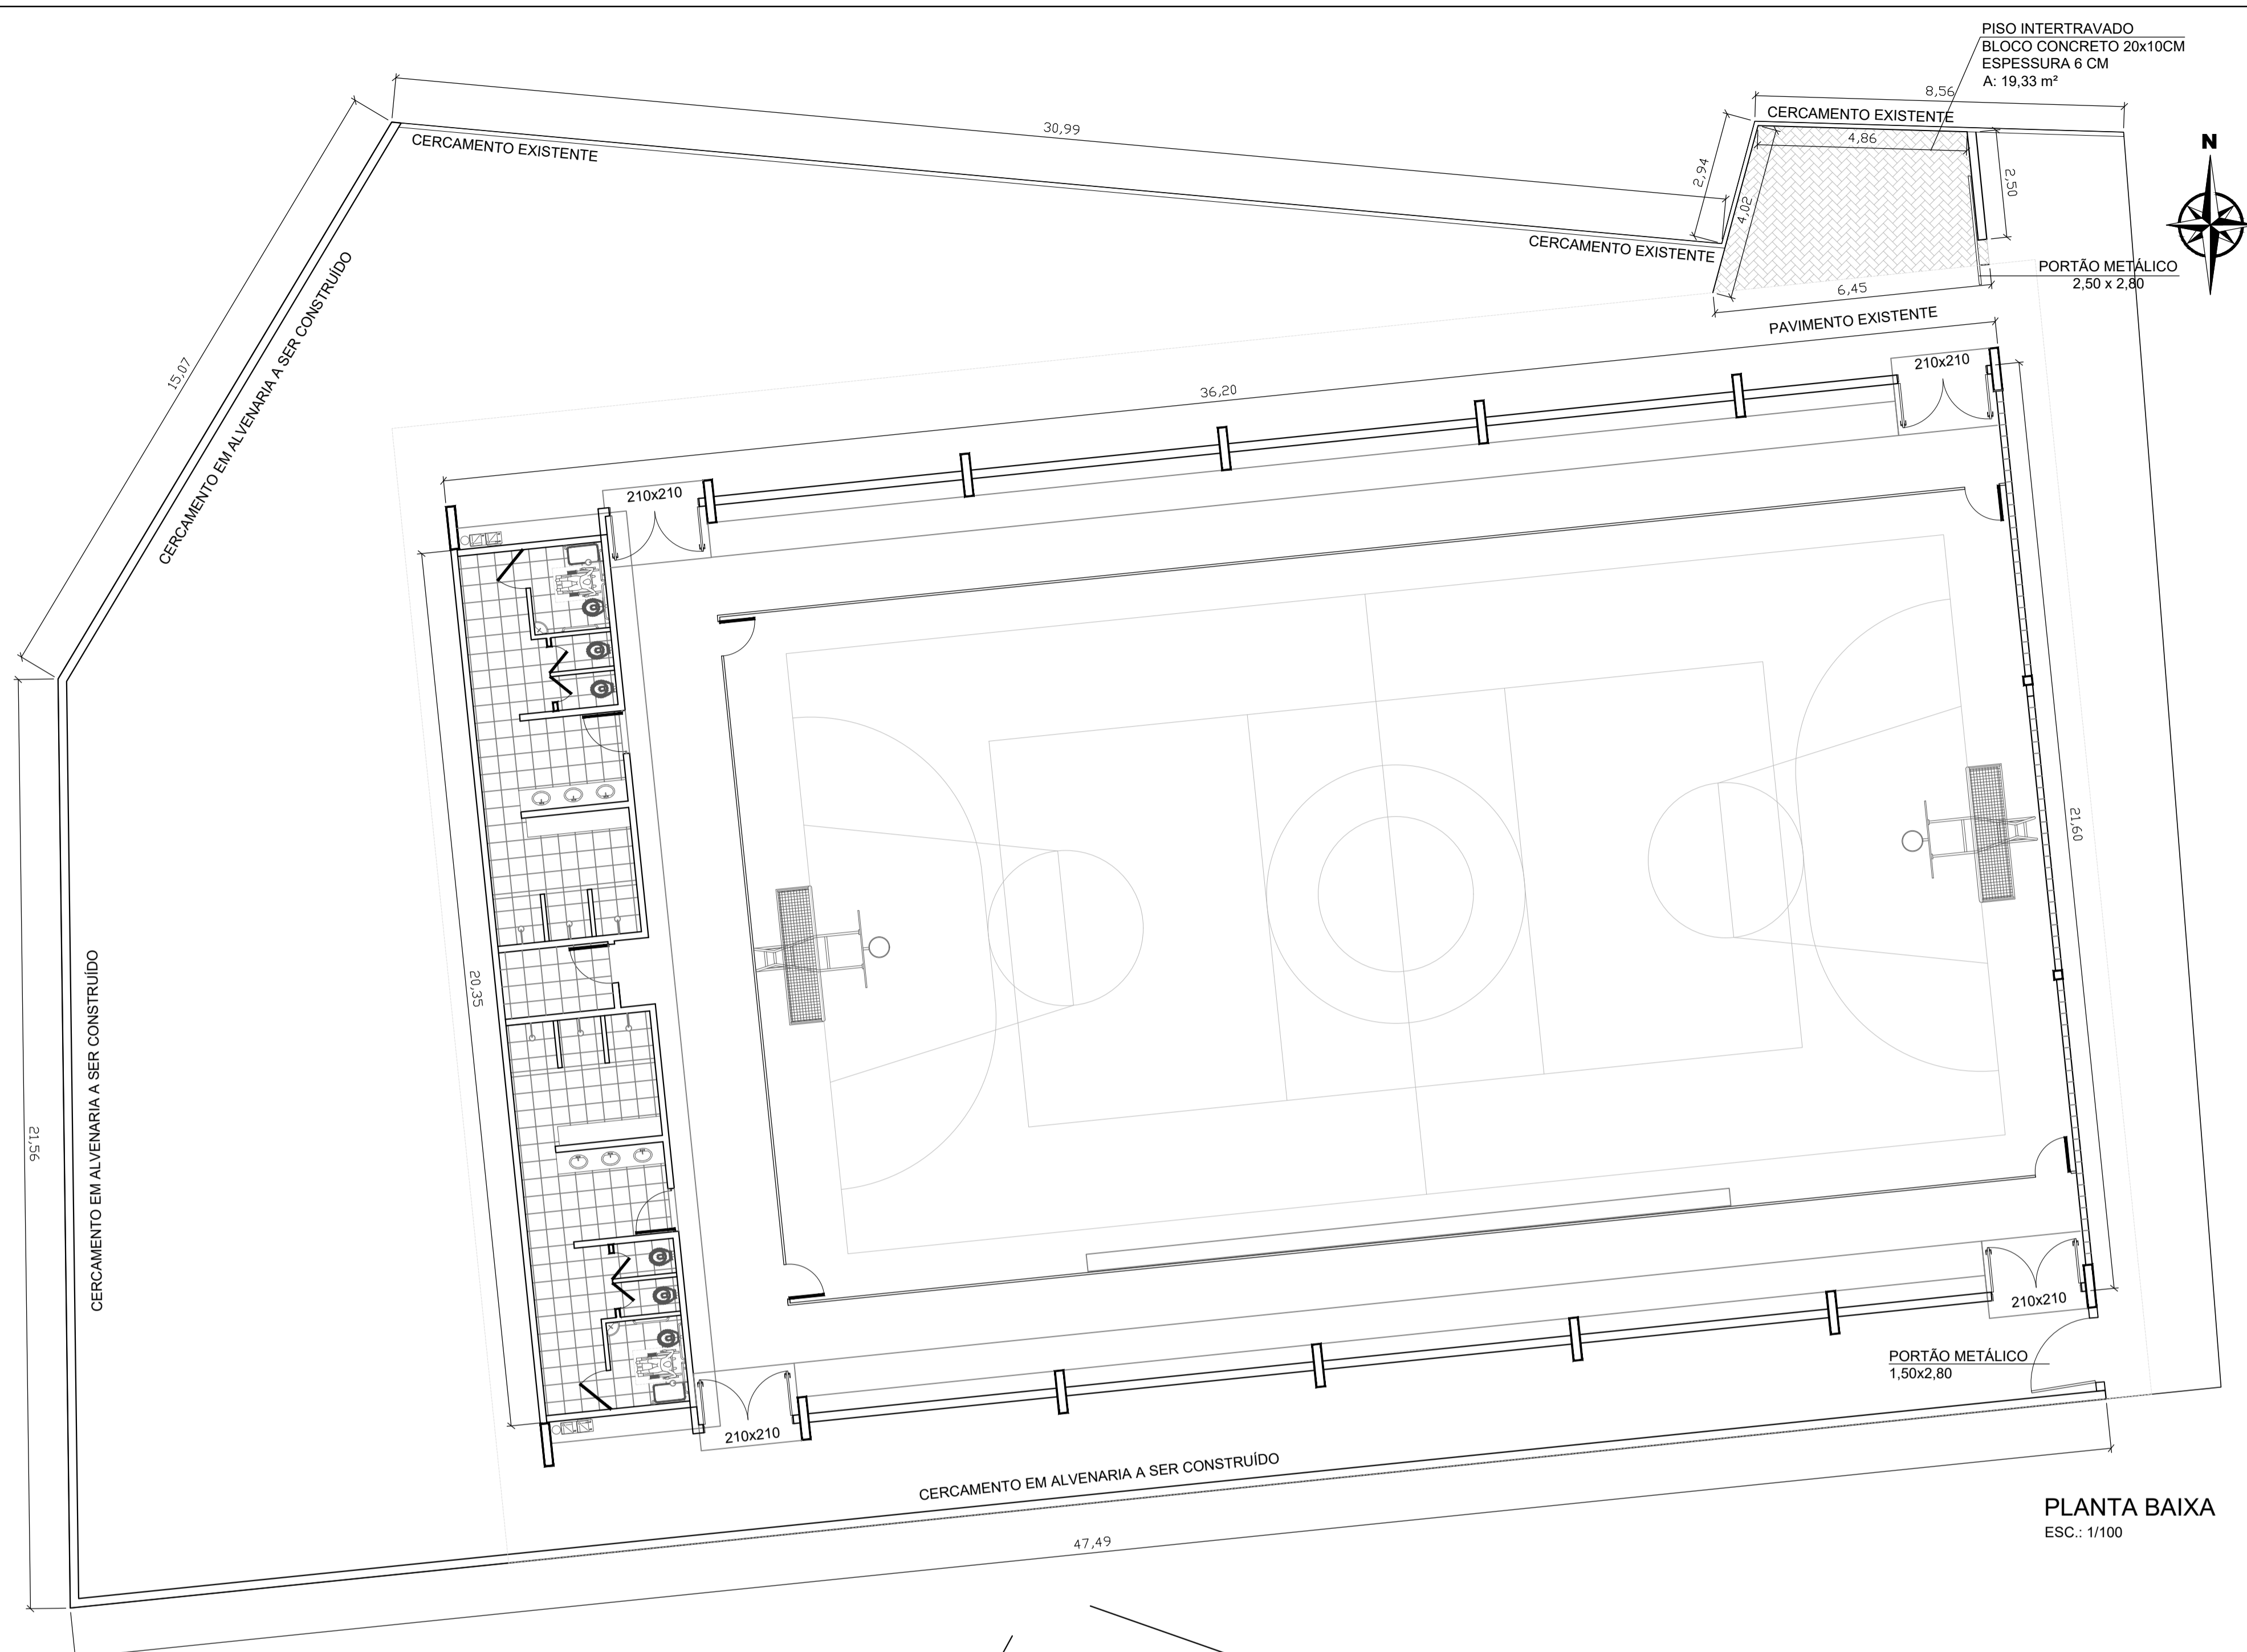 PISO INTERTRAVADO
BLOCO CONCRETO 20x10CM
ESPESSURA 6 CM
A: 19,33 m²
8,56
CERCAMENTO EXISTENTE
30,99
CERCAMENTO EXISTENTE
4,86
N
2,94
2,50
4,02
CERCAMENTO EXISTENTE
PORTÃO METÁLICO
2,50 x 2,80
6,45
PAVIMENTO EXISTENTE
15,07
CERCAMENTO EM ALVENARIA A SER CONSTRUÍDO
210x210
36,20
210x210
21,60
20,35
CERCAMENTO EM ALVENARIA A SER CONSTRUÍDO
21,56
210x210
PORTÃO METÁLICO
1,50x2,80
210x210
CERCAMENTO EM ALVENARIA A SER CONSTRUÍDO
47,49
PLANTA BAIXA
ESC.: 1/100